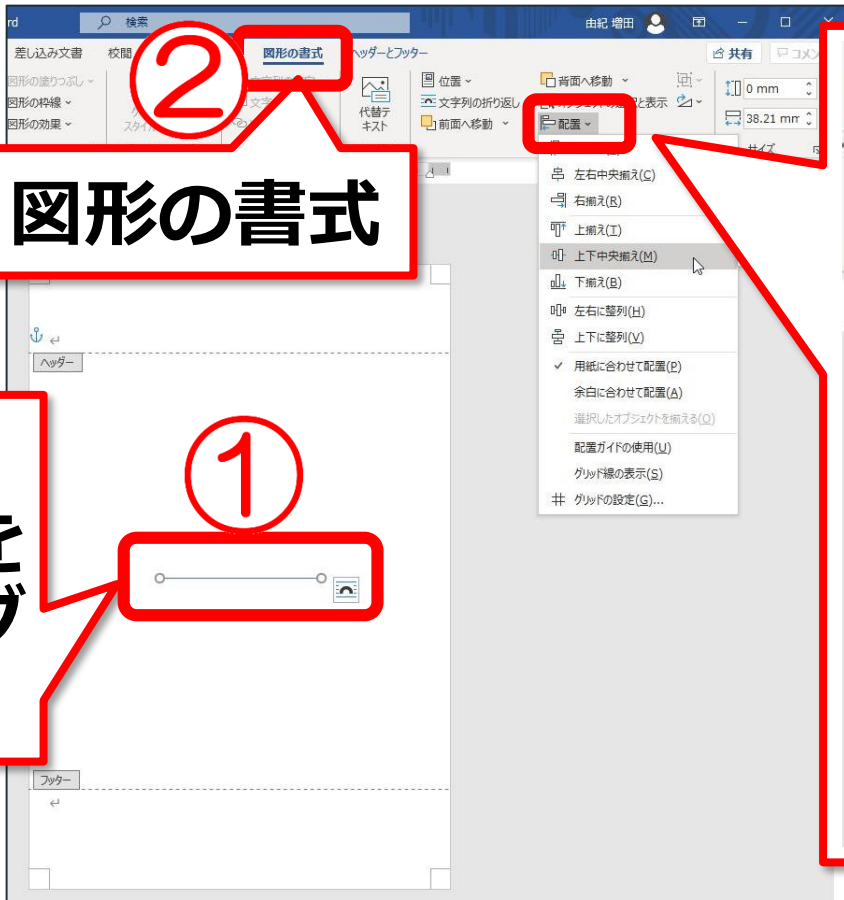 rd 検索 由紀 増田
差し込み文書 校閲 図形の書式 ヘッダーとフッター 共有 コメン
図形の塗りつぶし
図形の枠線
図形の効果
代替テ
キスト
位置
文字列の折り返し
前面へ移動
背面へ移動
配置
0 mm
38.21 mm
サイズ
②
図形の書式
左右中央揃え(C)
右揃え(R)
上揃え(T)
上下中央揃え(M)
下揃え(B)
左右に整列(H)
上下に整列(V)
✓ 用紙に合わせて配置(P)
余白に合わせて配置(A)
選択したオブジェクトを揃える(O)
配置ガイドの使用(U)
グリッド線の表示(S)
グリッドの設定(G)...
ヘッダー
①
を
グ
フッター